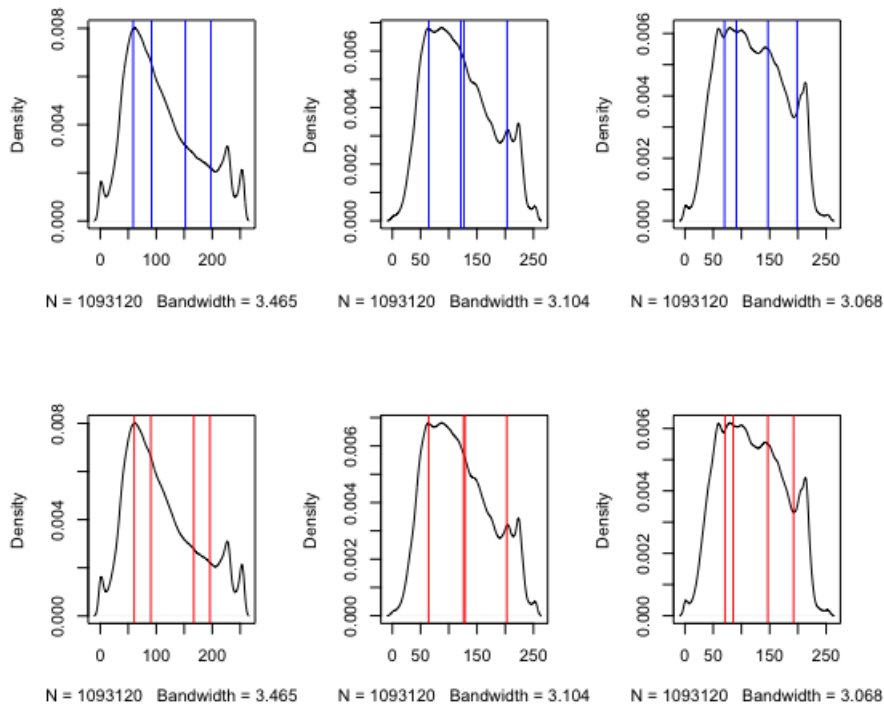 0.000 0.004 0.008
Density
0 100 200
N = 1093120 Bandwidth = 3.465
0.000 0.002 0.004 0.006
Density
0 50 150 250
N = 1093120 Bandwidth = 3.104
0.000 0.002 0.004 0.006
Density
0 50 150 250
N = 1093120 Bandwidth = 3.068
0.000 0.004 0.008
Density
0 100 200
N = 1093120 Bandwidth = 3.465
0.000 0.002 0.004 0.006
Density
0 50 150 250
N = 1093120 Bandwidth = 3.104
0.000 0.002 0.004 0.006
Density
0 50 150 250
N = 1093120 Bandwidth = 3.068